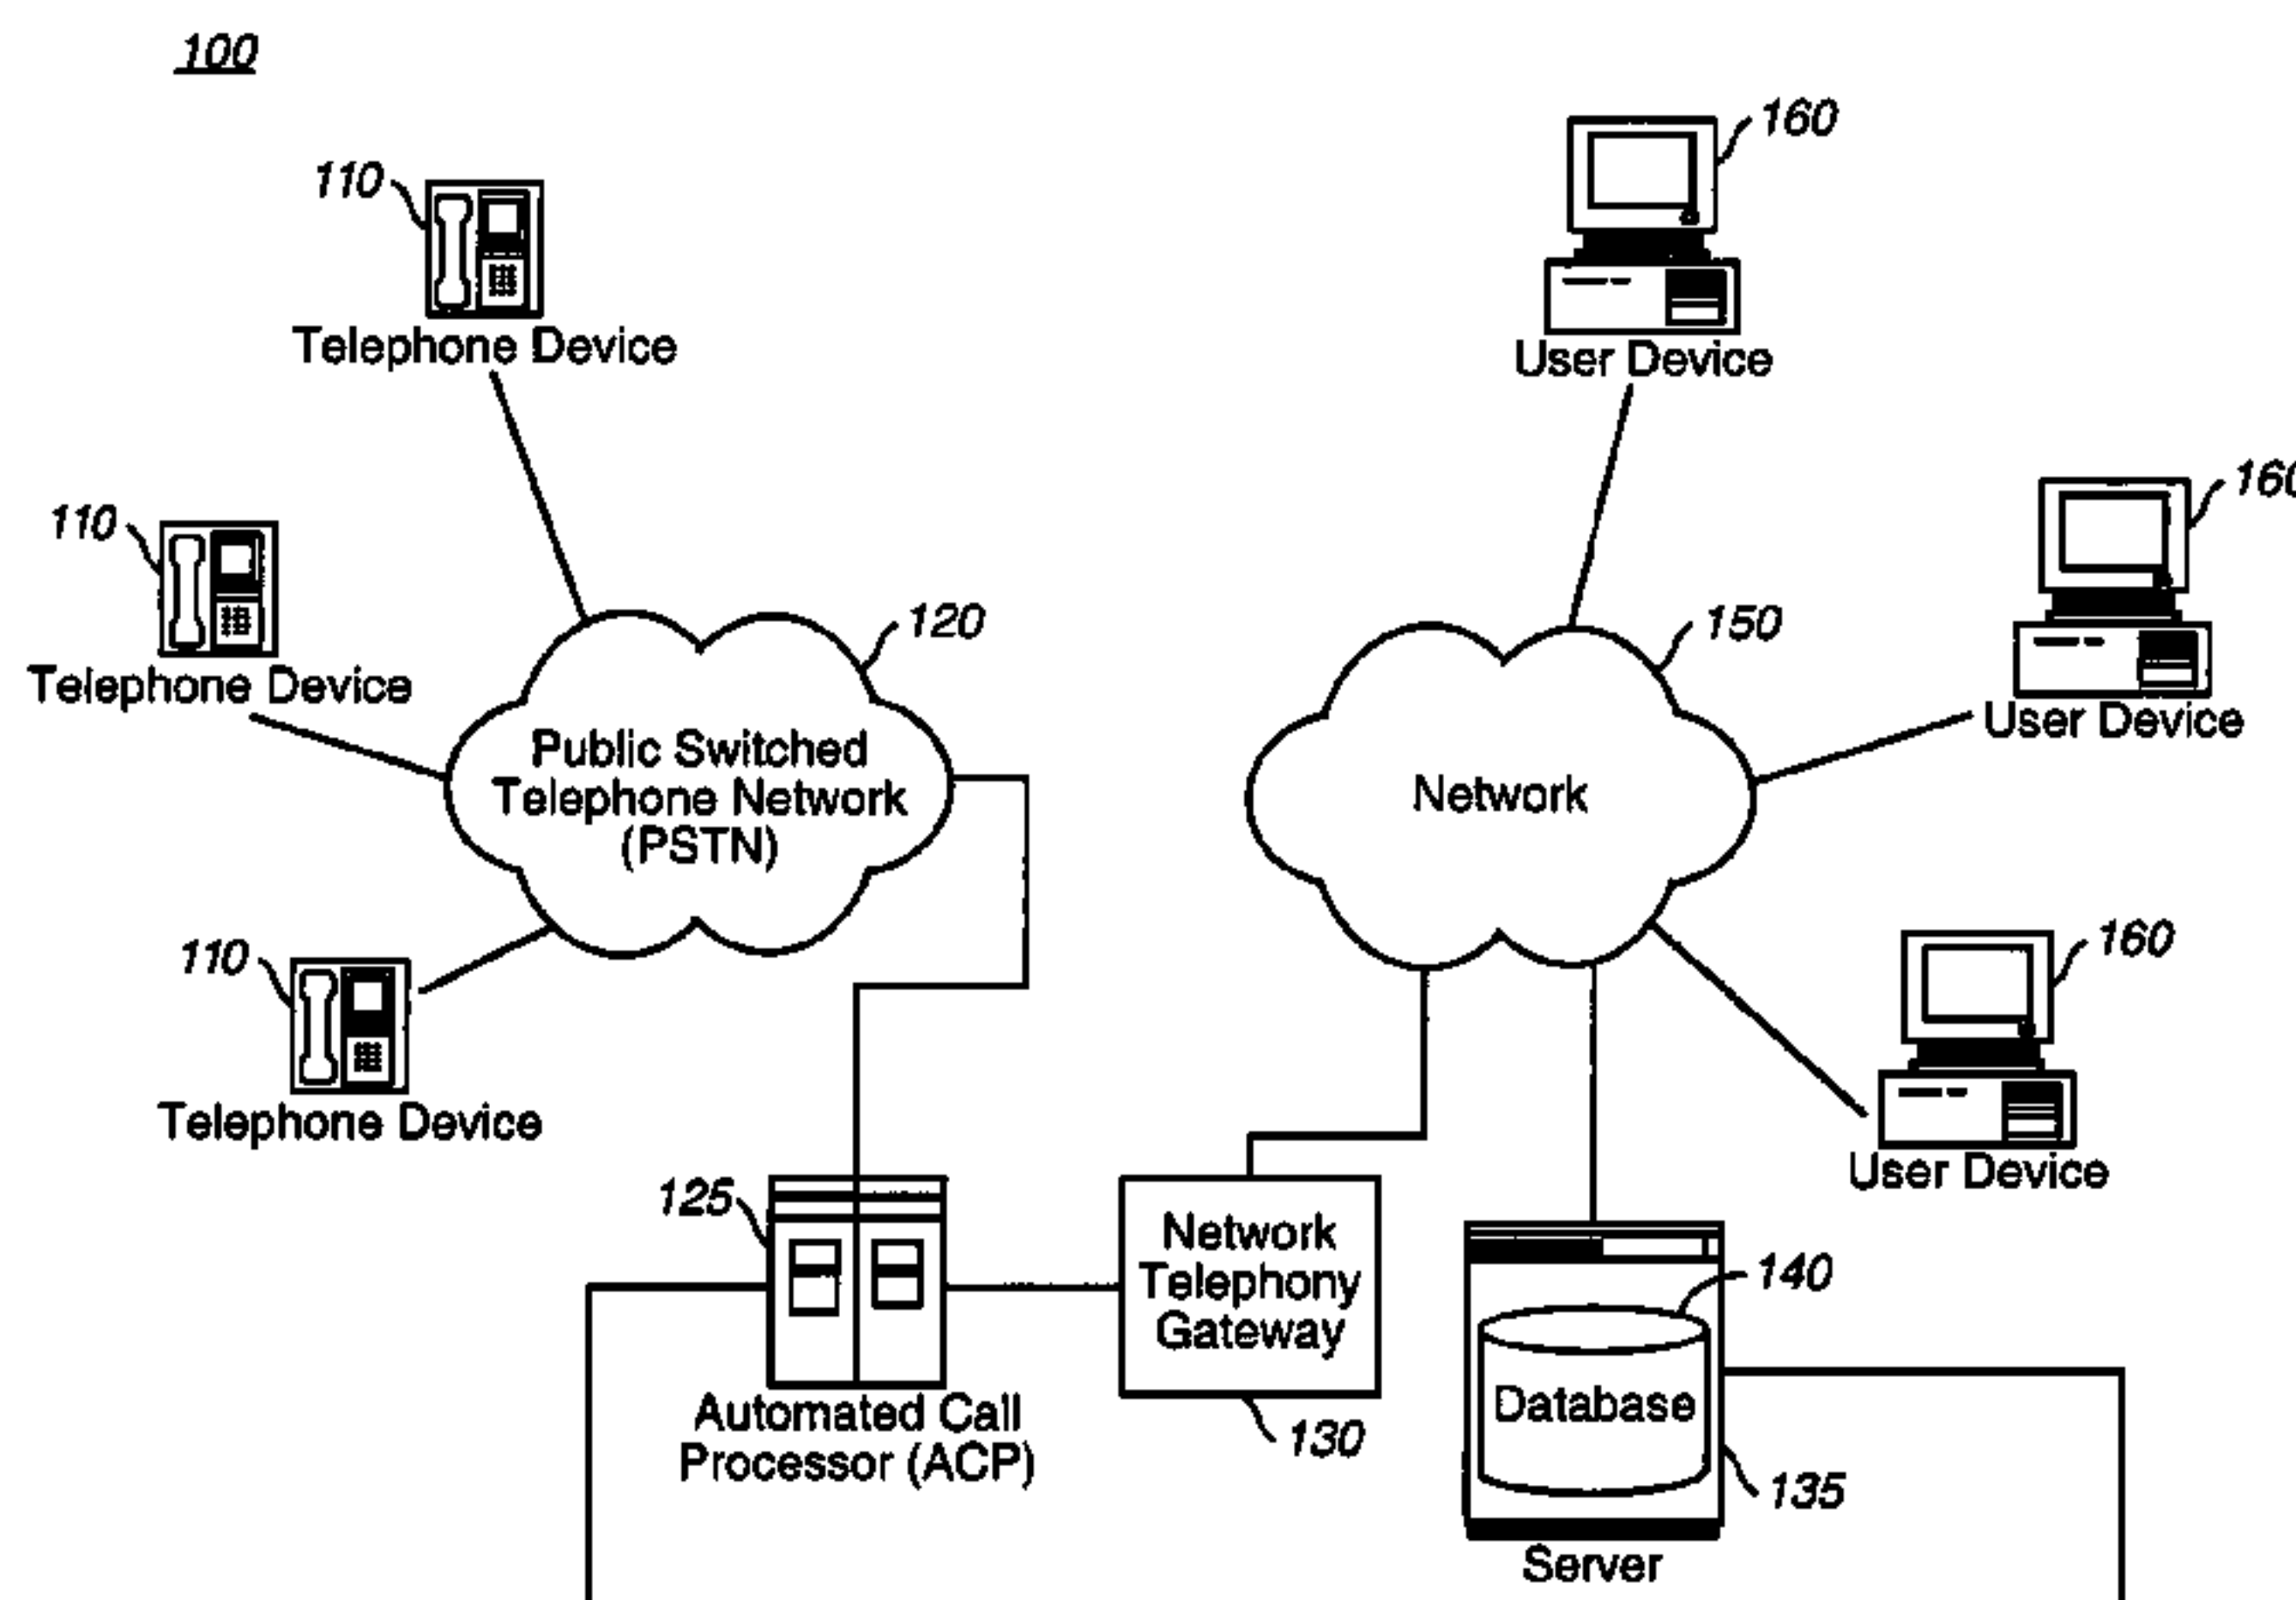 100
110
Telephone Device
160
User Device
110
Telephone Device
160
User Device
120
Public Switched
Telephone Network
(PSTN)
150
Network
110
Telephone Device
160
User Device
125
Automated Call
Processor (ACP)
Network
Telephony
Gateway
130
140
Database
135
Server